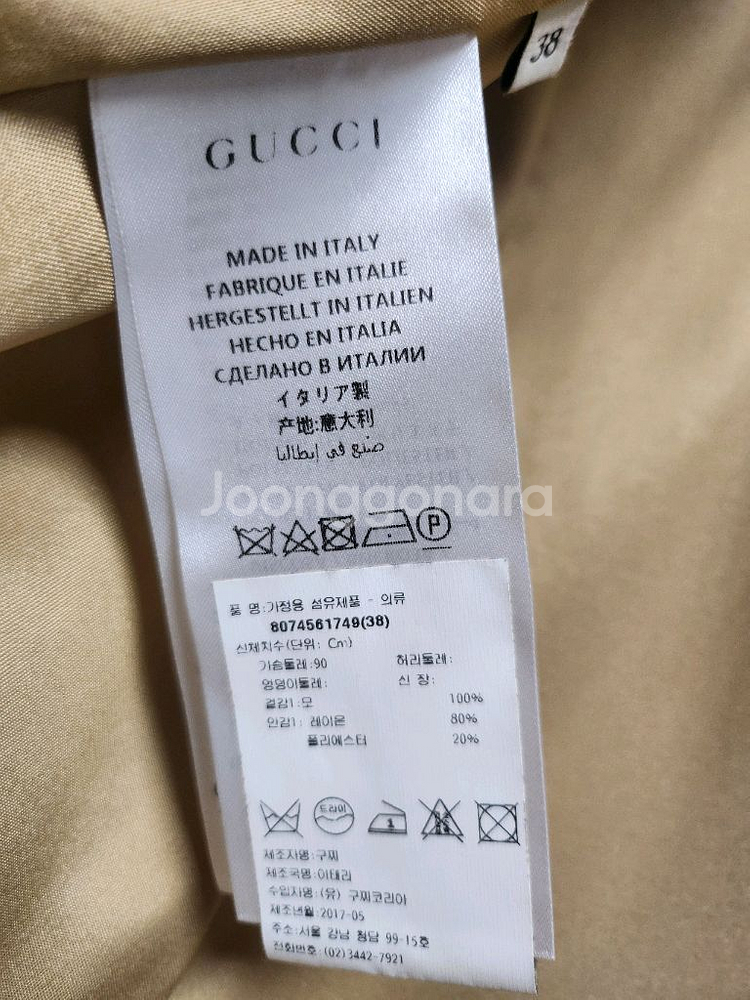 38
GUCCI
MADE IN ITALY
FABRIQUE EN ITALIE
HERGESTELLT IN ITALIEN
HECHO EN ITALIA
СДЕЛАНО В ИТАЛИИ
イタリア製
产地:意大利
صنع في إيطاليا
Joonggonara
P
품 명:가정용 섬유제품 - 의류
8074561749(38)
신체치수(단위: Cm)
가슴둘레:90 허리둘레:
엉덩이둘레: 신 장:
겉감1:모 100%
안감1: 레이온 80%
폴리에스터 20%
드라이 1
제조자명:구찌
제조국명:이태리
수입자명:(유) 구찌코리아
제조년월:2017-05
주소:서울 강남 청담 99-15호
전화번호:(02)3442-7921